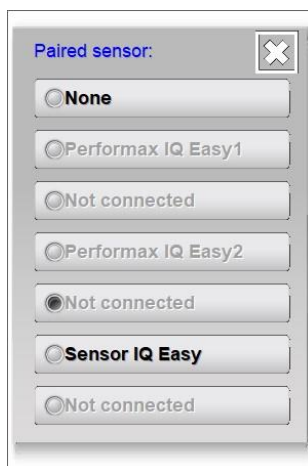 Paired sensor:
None
Performax IQ Easy1
Not connected
Performax IQ Easy2
Not connected
Sensor IQ Easy
Not connected